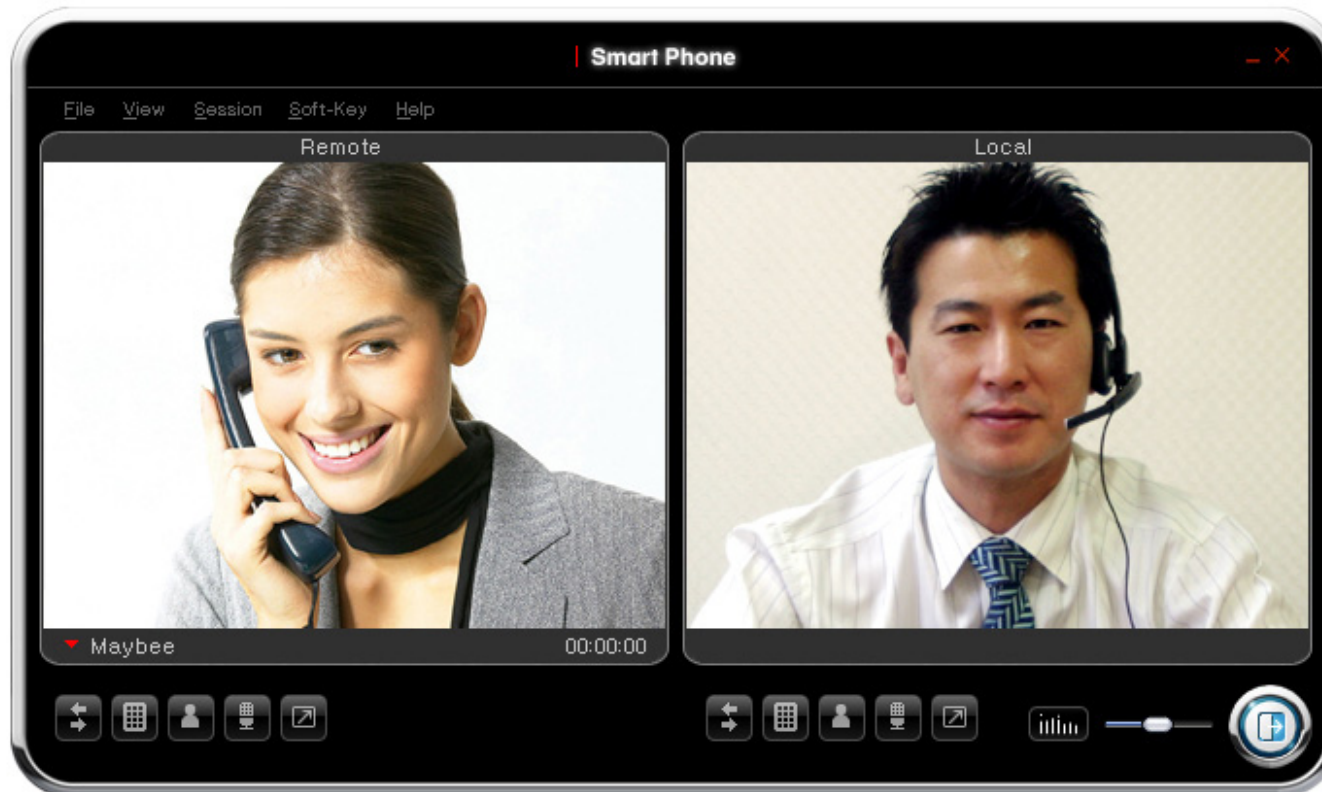 Smart Phone
File View Session Soft-Key Help
Remote
Local
Maybee 00:00:00